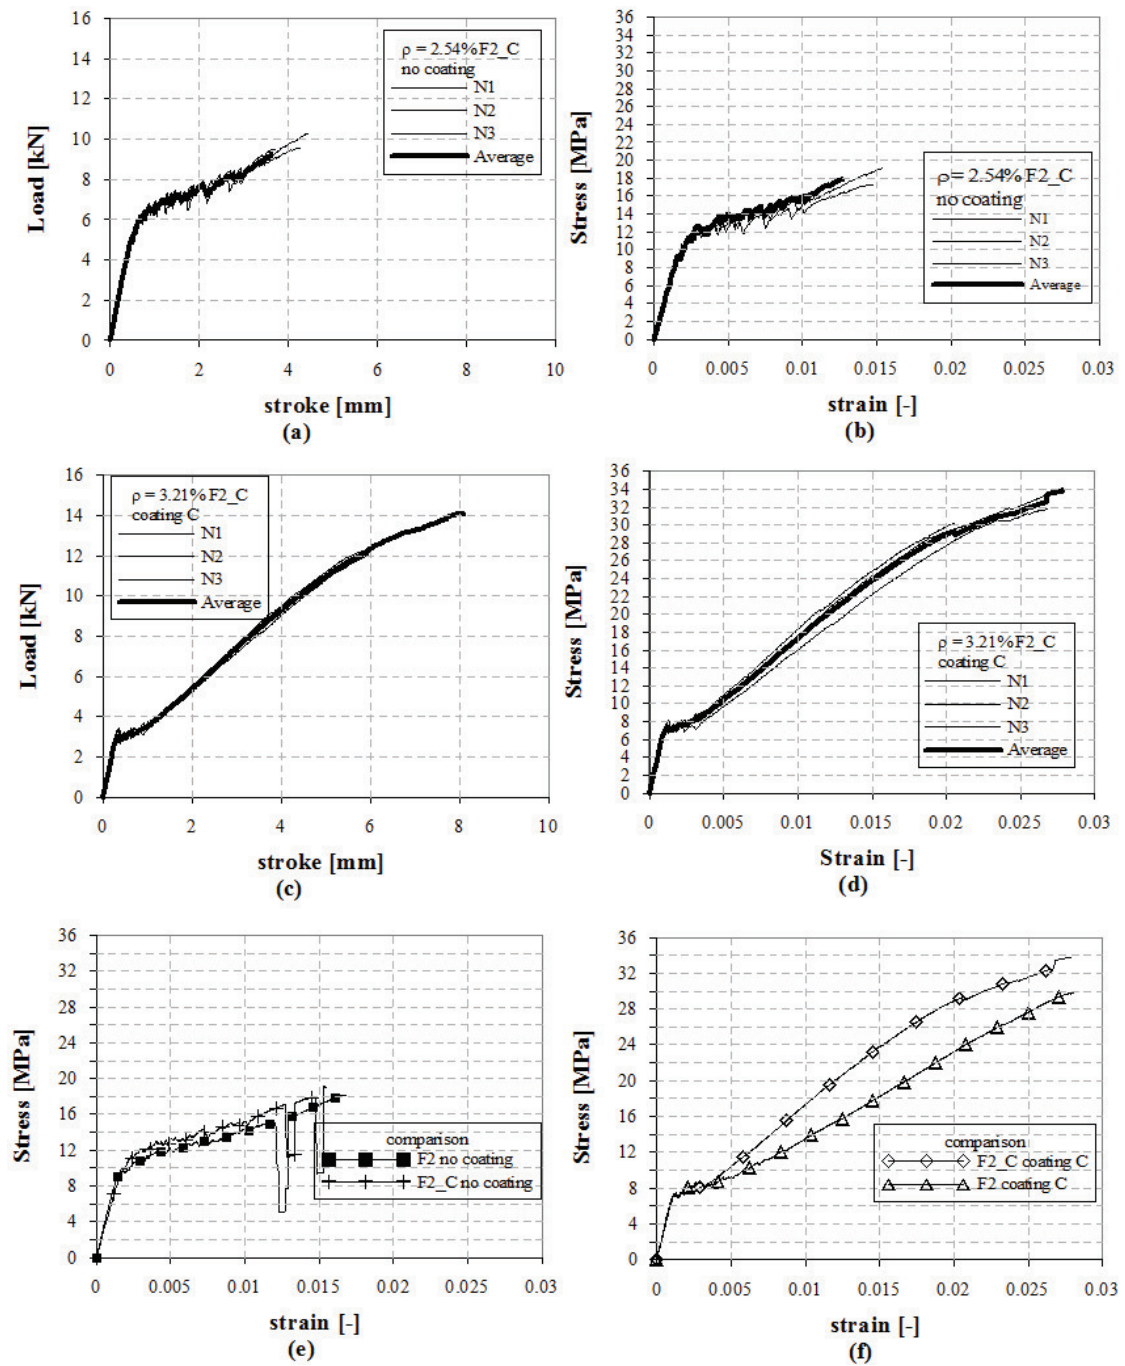 16
14
12
10
8
6
4
2
0
Load [kN]
ρ = 2.54% F2_C
no coating
N1
N2
N3
Average
0 2 4 6 8 10
stroke [mm]
(a)
36
34
32
30
28
26
24
22
20
18
16
14
12
10
8
6
4
2
0
Stress [MPa]
ρ = 2.54% F2_C
no coating
N1
N2
N3
Average
0 0.005 0.01 0.015 0.02 0.025 0.03
strain [-]
(b)
16
14
12
10
8
6
4
2
0
Load [kN]
ρ = 3.21% F2_C
coating C
N1
N2
N3
Average
0 2 4 6 8 10
stroke [mm]
(c)
36
34
32
30
28
26
24
22
20
18
16
14
12
10
8
6
4
2
0
Stress [MPa]
ρ = 3.21% F2_C
coating C
N1
N2
N3
Average
0 0.005 0.01 0.015 0.02 0.025 0.03
Strain [-]
(d)
36
32
28
24
20
16
12
8
4
0
Stress [MPa]
comparison
F2 no coating
F2_C no coating
0 0.005 0.01 0.015 0.02 0.025 0.03
strain [-]
(e)
36
32
28
24
20
16
12
8
4
0
Stress [MPa]
comparison
F2_C coating C
F2 coating C
0 0.005 0.01 0.015 0.02 0.025 0.03
strain [-]
(f)